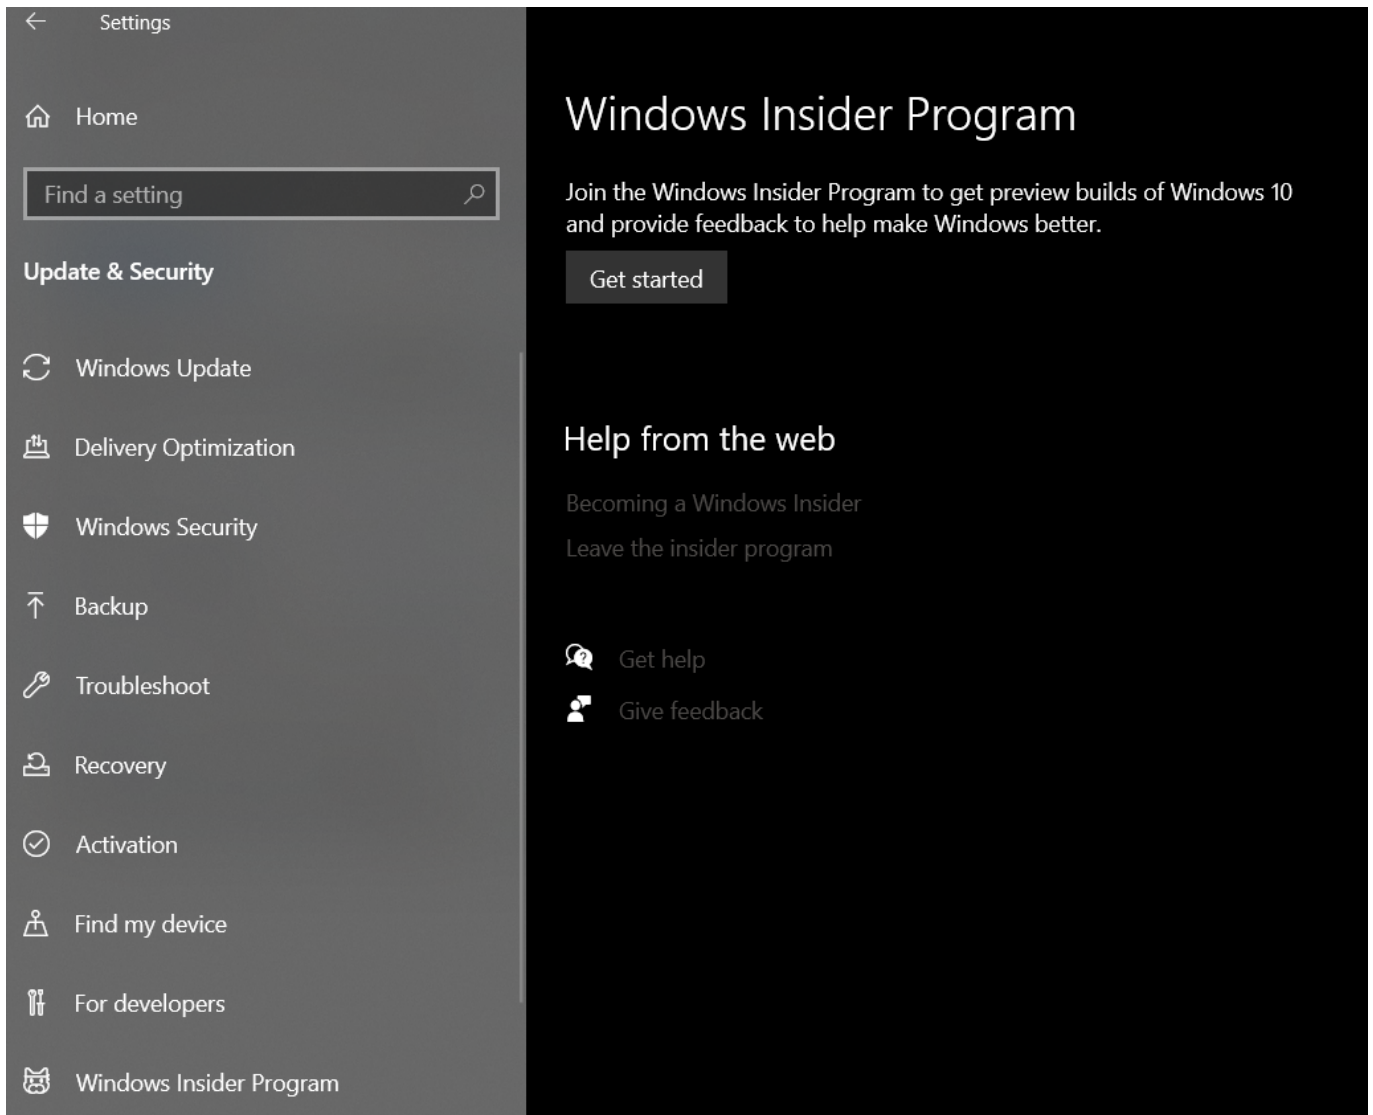 Settings
Home
Find a setting
Update & Security
Windows Update
Delivery Optimization
Windows Security
Backup
Troubleshoot
Recovery
Activation
Find my device
For developers
Windows Insider Program
Windows Insider Program
Join the Windows Insider Program to get preview builds of Windows 10
and provide feedback to help make Windows better.
Get started
Help from the web
Becoming a Windows Insider
Leave the insider program
Get help
Give feedback